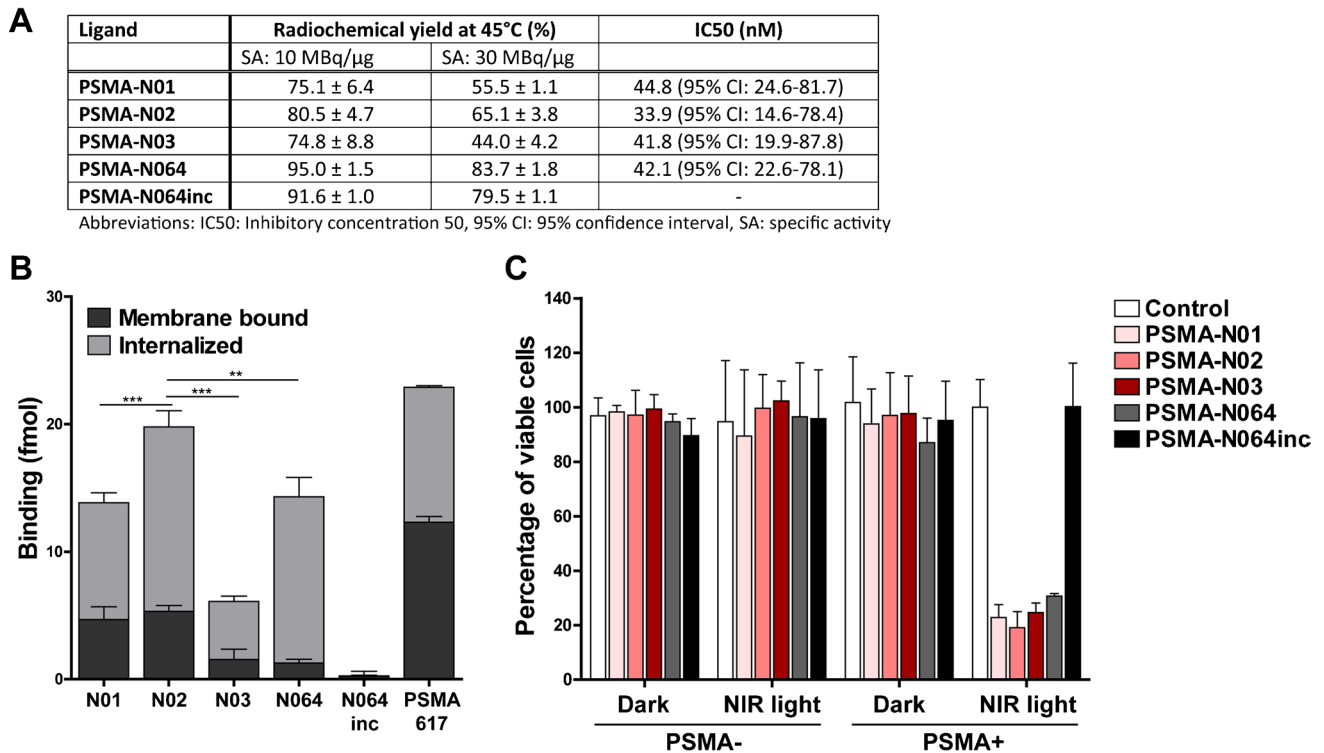 A
Ligand Radiochemical yield at 45°C (%) IC50 (nM)
SA: 10 MBq/µg SA: 30 MBq/µg
PSMA-N01 75.1 ± 6.4 55.5 ± 1.1 44.8 (95% CI: 24.6-81.7)
PSMA-N02 80.5 ± 4.7 65.1 ± 3.8 33.9 (95% CI: 14.6-78.4)
PSMA-N03 74.8 ± 8.8 44.0 ± 4.2 41.8 (95% CI: 19.9-87.8)
PSMA-N064 95.0 ± 1.5 83.7 ± 1.8 42.1 (95% CI: 22.6-78.1)
PSMA-N064inc 91.6 ± 1.0 79.5 ± 1.1 -
Abbreviations: IC50: Inhibitory concentration 50, 95% CI: 95% confidence interval, SA: specific activity
B
Binding (fmol)
30
20
10
0
Membrane bound
Internalized
**
***
***
N01 N02 N03 N064 N064 PSMA
inc 617
C
Percentage of viable cells
140
120
100
80
60
40
20
0
Dark NIR light Dark NIR light
PSMA- PSMA+
Control
PSMA-N01
PSMA-N02
PSMA-N03
PSMA-N064
PSMA-N064inc